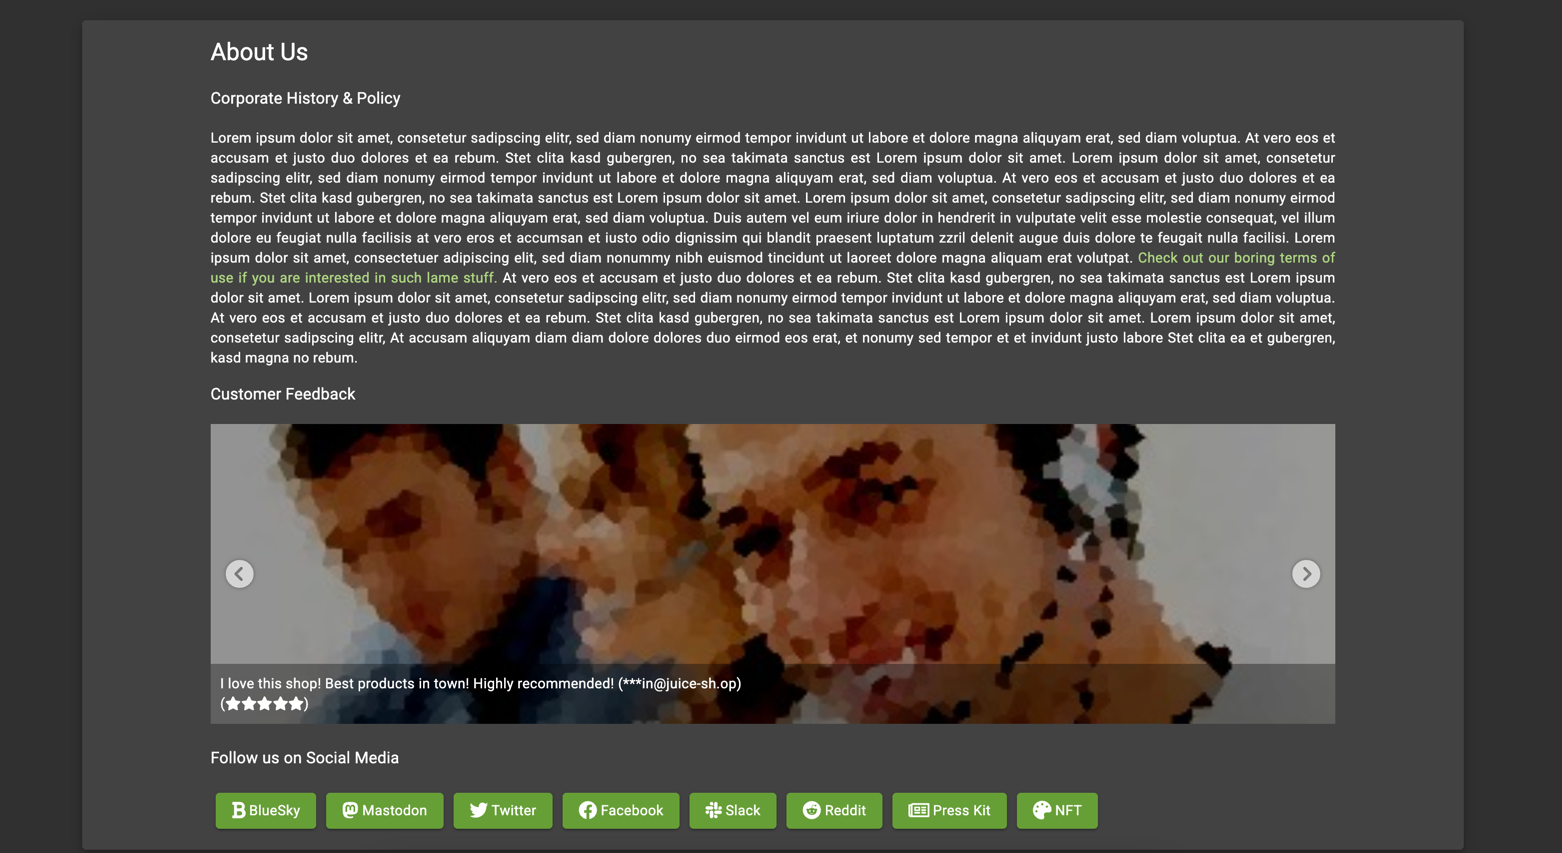 About Us
Corporate History & Policy
Lorem ipsum dolor sit amet, consetetur sadipscing elitr, sed diam nonumy eirmod tempor invidunt ut labore et dolore magna aliquyam erat, sed diam voluptua. At vero eos et
accusam et justo duo dolores et ea rebum. Stet clita kasd gubergren, no sea takimata sanctus est Lorem ipsum dolor sit amet. Lorem ipsum dolor sit amet, consetetur
sadipscing elitr, sed diam nonumy eirmod tempor invidunt ut labore et dolore magna aliquyam erat, sed diam voluptua. At vero eos et accusam et justo duo dolores et ea
rebum. Stet clita kasd gubergren, no sea takimata sanctus est Lorem ipsum dolor sit amet. Lorem ipsum dolor sit amet, consetetur sadipscing elitr, sed diam nonumy eirmod
tempor invidunt ut labore et dolore magna aliquyam erat, sed diam voluptua. Duis autem vel eum iriure dolor in hendrerit in vulputate velit esse molestie consequat, vel illum
dolore eu feugiat nulla facilisis at vero eros et accumsan et iusto odio dignissim qui blandit praesent luptatum zzril delenit augue duis dolore te feugait nulla facilisi. Lorem
ipsum dolor sit amet, consectetuer adipiscing elit, sed diam nonummy nibh euismod tincidunt ut laoreet dolore magna aliquam erat volutpat. Check out our boring terms of
use if you are interested in such lame stuff. At vero eos et accusam et justo duo dolores et ea rebum. Stet clita kasd gubergren, no sea takimata sanctus est Lorem ipsum
dolor sit amet. Lorem ipsum dolor sit amet, consetetur sadipscing elitr, sed diam nonumy eirmod tempor invidunt ut labore et dolore magna aliquyam erat, sed diam voluptua.
At vero eos et accusam et justo duo dolores et ea rebum. Stet clita kasd gubergren, no sea takimata sanctus est Lorem ipsum dolor sit amet. Lorem ipsum dolor sit amet,
consetetur sadipscing elitr, At accusam aliquyam diam diam dolore dolores duo eirmod eos erat, et nonumy sed tempor et et invidunt justo labore Stet clita ea et gubergren,
kasd magna no rebum.
Customer Feedback
I love this shop! Best products in town! Highly recommended! (***in@juice-sh.op)
(★★★★★)
Follow us on Social Media
BlueSky Mastodon Twitter Facebook Slack Reddit Press Kit NFT